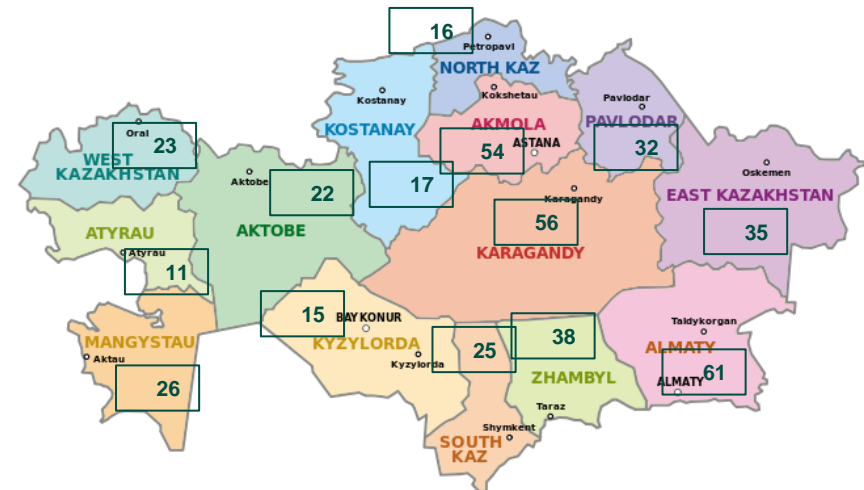 16
Petropavl
NORTH KAZ
Kokshetau
Kostanay
KOSTANAY
AKMOLA
ASTANA
54
Pavlodar
PAVLODAR
32
Oral
23
WEST
KAZAKHSTAN
Aktobe
22
AKTOBE
17
Karagandy
56
KARAGANDY
Oskemen
EAST KAZAKHSTAN
35
ATYRAU
Atyrau
11
MANGYSTAU
Aktau
26
15
BAYKONUR
KYZYLORDA
Kyzylorda
25
38
ZHAMBYL
Taraz
Shymkent
SOUTH
KAZ
Taldykorgan
ALMATY
ALMATY
61